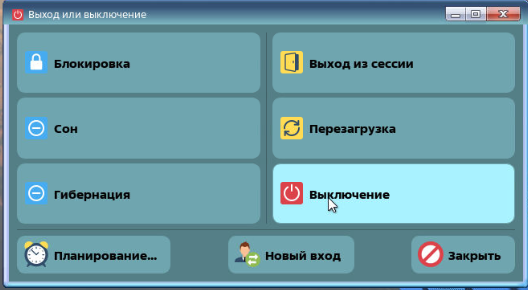 Выход или выключение
Блокировка
Выход из сессии
Сон
Перезагрузка
Гибернация
Выключение
Планирование...
Новый вход
Закрыть